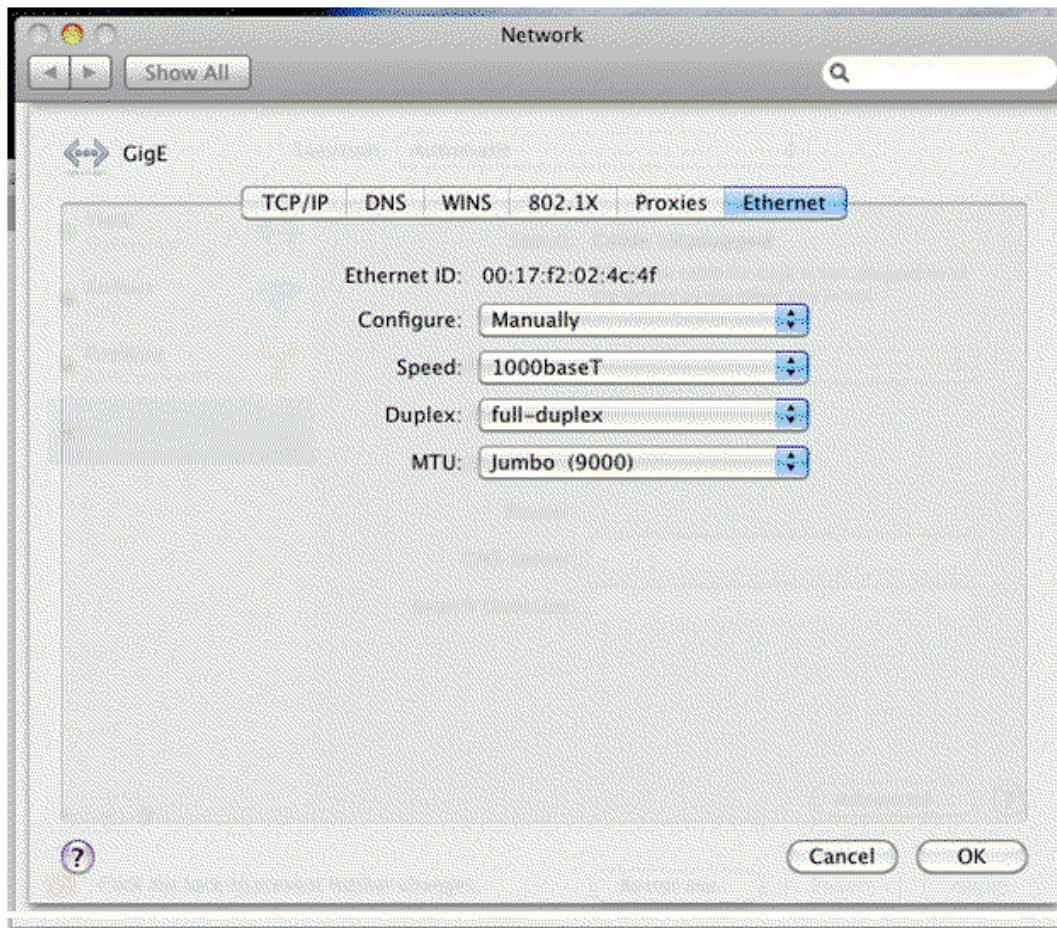 Network
Show All
GigE
TCP/IP DNS WINS 802.1X Proxies Ethernet
Ethernet ID: 00:17:f2:02:4c:4f
Configure: Manually
Speed: 1000baseT
Duplex: full-duplex
MTU: Jumbo (9000)
? Cancel OK